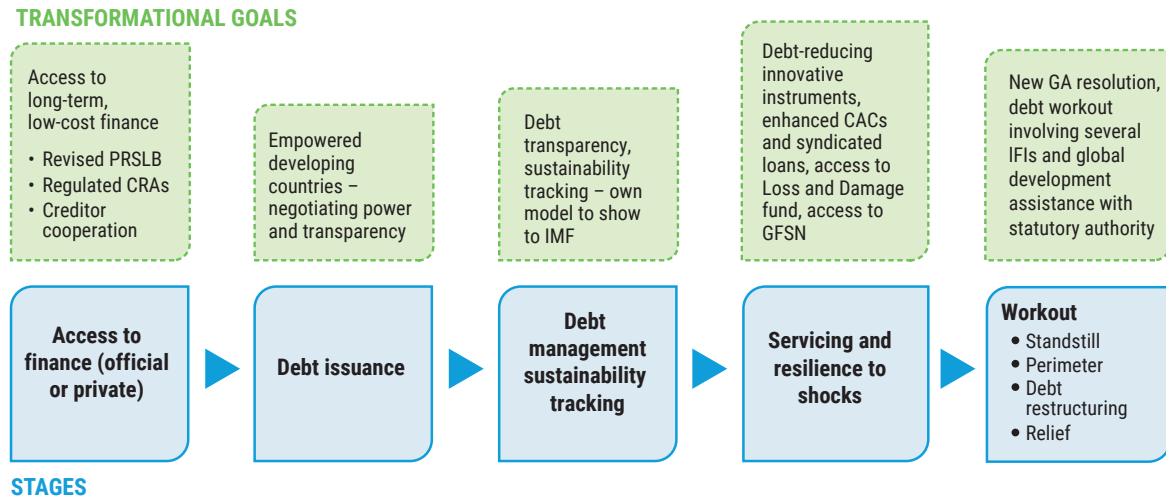 TRANSFORMATIONAL GOALS
Access to
long-term,
low-cost finance
• Revised PRSLB
• Regulated CRAs
• Creditor
cooperation
Empowered
developing
countries –
negotiating power
and transparency
Debt
transparency,
sustainability
tracking – own
model to show
to IMF
Debt-reducing
innovative
instruments,
enhanced CACs
and syndicated
loans, access to
Loss and Damage
fund, access to
GFSN
New GA resolution,
debt workout
involving several
IFIs and global
development
assistance with
statutory authority
Access to
finance (official
or private)
Debt issuance
Debt
management
sustainability
tracking
Servicing and
resilience to
shocks
Workout
• Standstill
• Perimeter
• Debt
restructuring
• Relief
STAGES